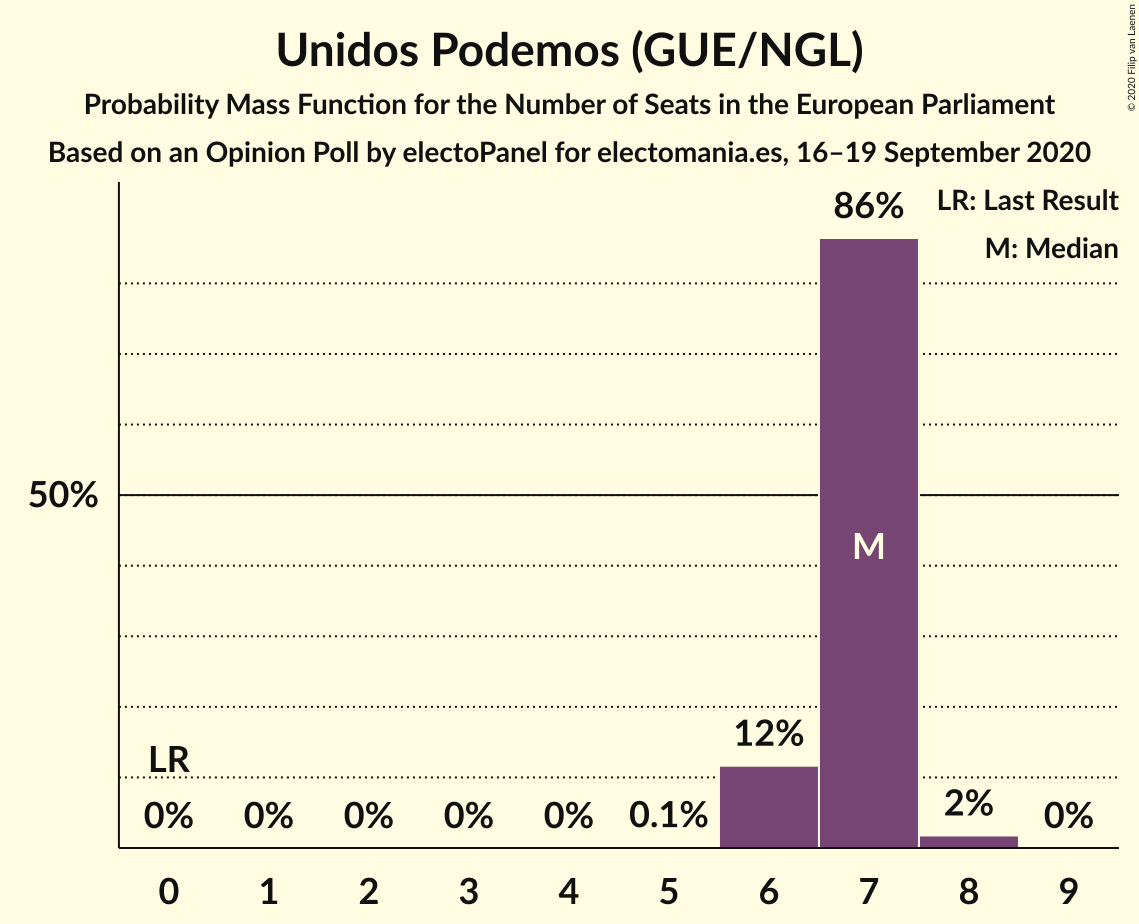 Unidos Podemos (GUE/NGL)
Probability Mass Function for the Number of Seats in the European Parliament
Based on an Opinion Poll by electoPanel for electomania.es, 16–19 September 2020
© 2020 Filip van Laenen
LR: Last Result
M: Median
86%
50%
M
12%
LR
2%
0% 0% 0% 0% 0% 0.1% 0%
0 1 2 3 4 5 6 7 8 9